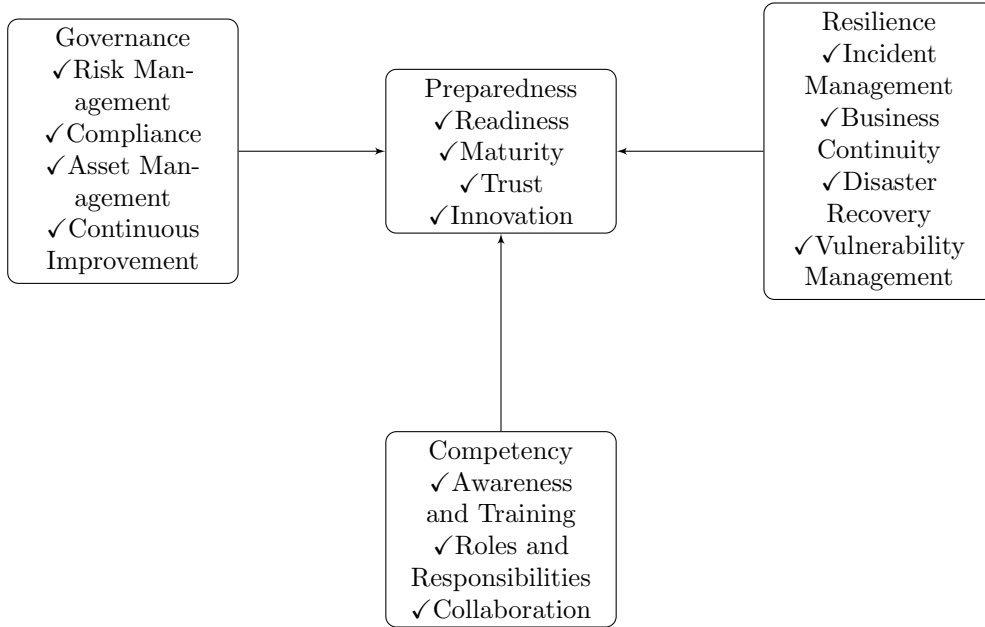 Governance
✓Risk Man-
agement
✓Compliance
✓Asset Man-
agement
✓Continuous
Improvement
Preparedness
✓Readiness
✓Maturity
✓Trust
✓Innovation
Resilience
✓Incident
Management
✓Business
Continuity
✓Disaster
Recovery
✓Vulnerability
Management
Competency
✓Awareness
and Training
✓Roles and
Responsibilities
✓Collaboration